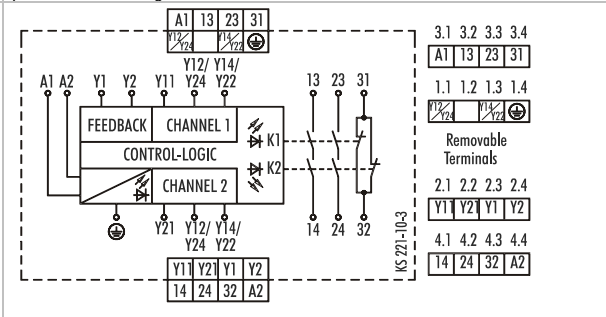 A1 13 23 31
Y12/Y24 Y14/Y22
A1 A2 Y1 Y2 Y11 Y12/Y24 Y14/Y22 13 23 31
FEEDBACK CHANNEL 1
K1
CONTROL-LOGIC
K2
CHANNEL 2
Y21 Y12/Y24 Y14/Y22 14 24 32
Y11 Y21 Y1 Y2
14 24 32 A2
KS 221-10-3
3.1 3.2 3.3 3.4
A1 13 23 31
1.1 1.2 1.3 1.4
Y12/Y24 Y14/Y22
Removable
Terminals
2.1 2.2 2.3 2.4
Y11 Y21 Y1 Y2
4.1 4.2 4.3 4.4
14 24 32 A2